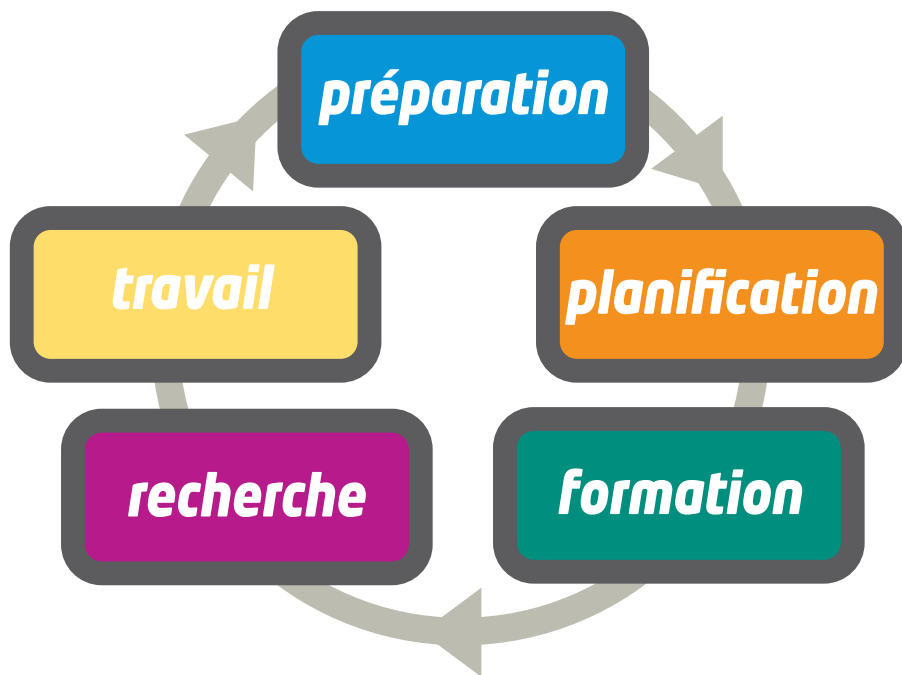 préparation
planification
formation
recherche
travail